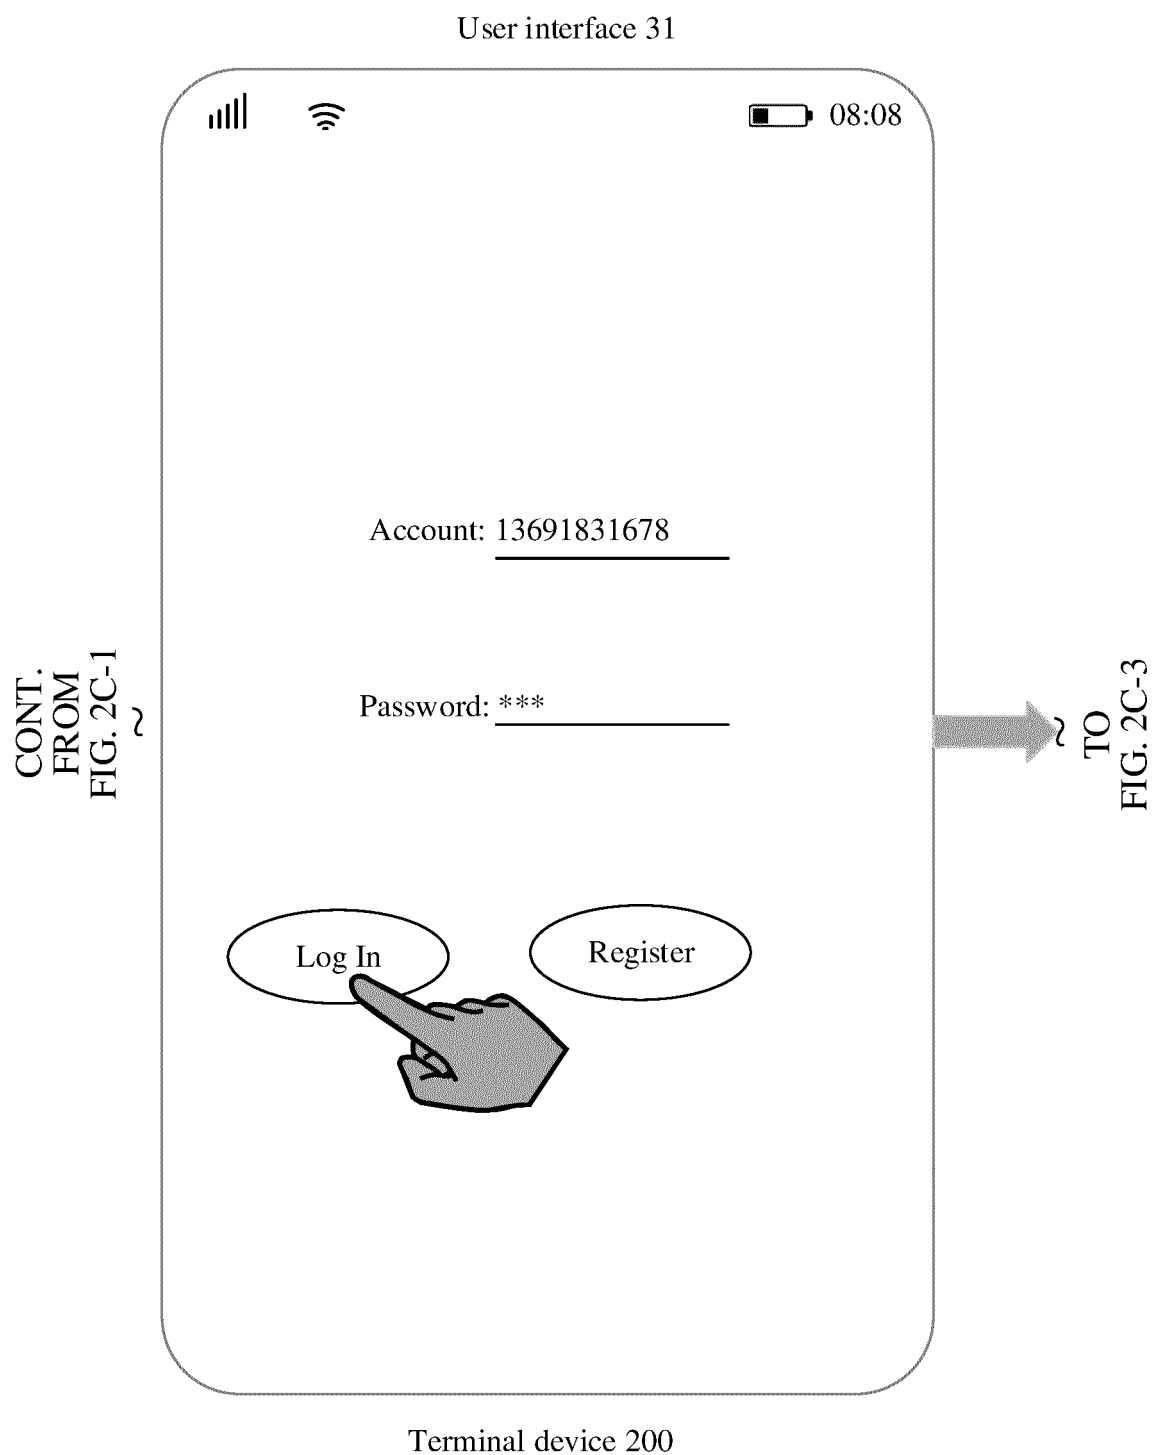 User interface 31
08:08
Account: 13691831678
CONT.
FROM
FIG. 2C-1
~
Password: ***
~
TO
FIG. 2C-3
Log In
Register
Terminal device 200